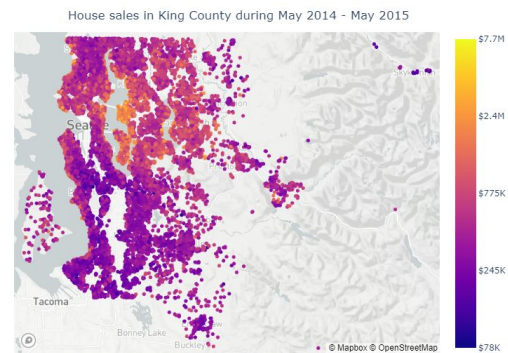 House sales in King County during May 2014 - May 2015
$7.7M
Seattle
$2.4M
$775K
$245K
Tacoma
Bonney Lake
Buckley
© Mapbox © OpenStreetMap
$78K